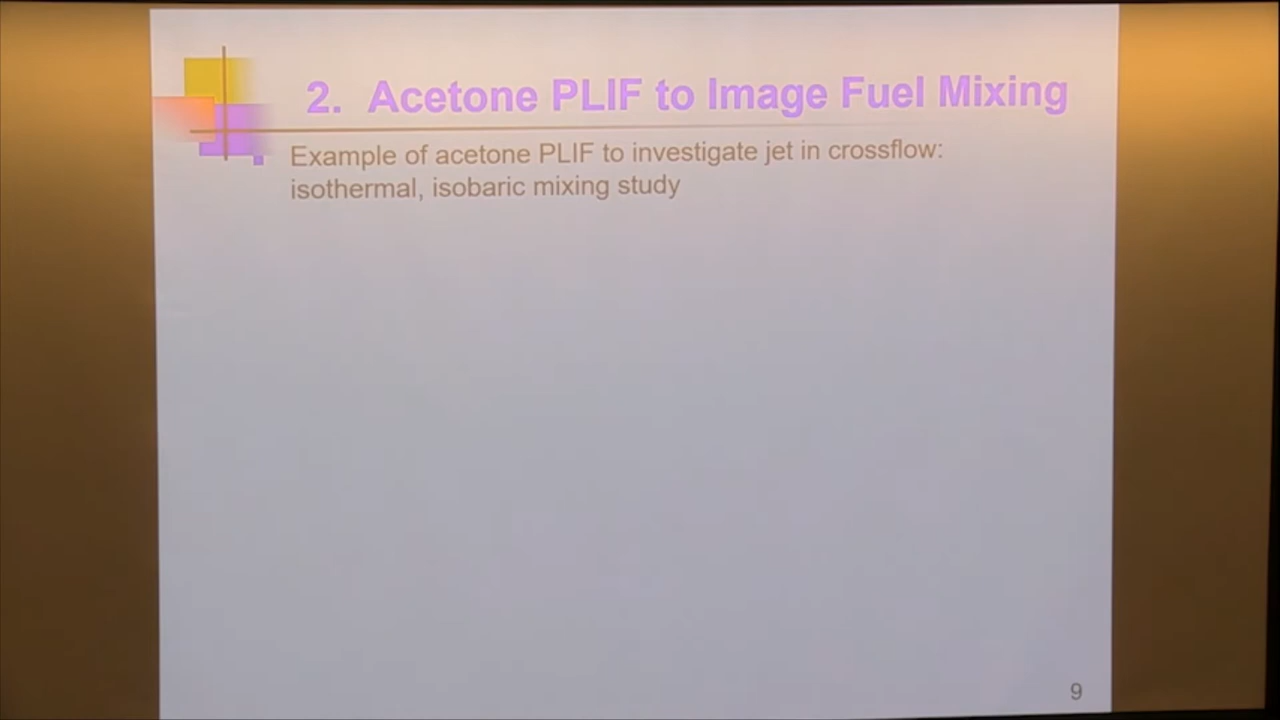 2. Acetone PLIF to Image Fuel Mixing
Example of acetone PLIF to investigate jet in crossflow:
isothermal, isobaric mixing study
9